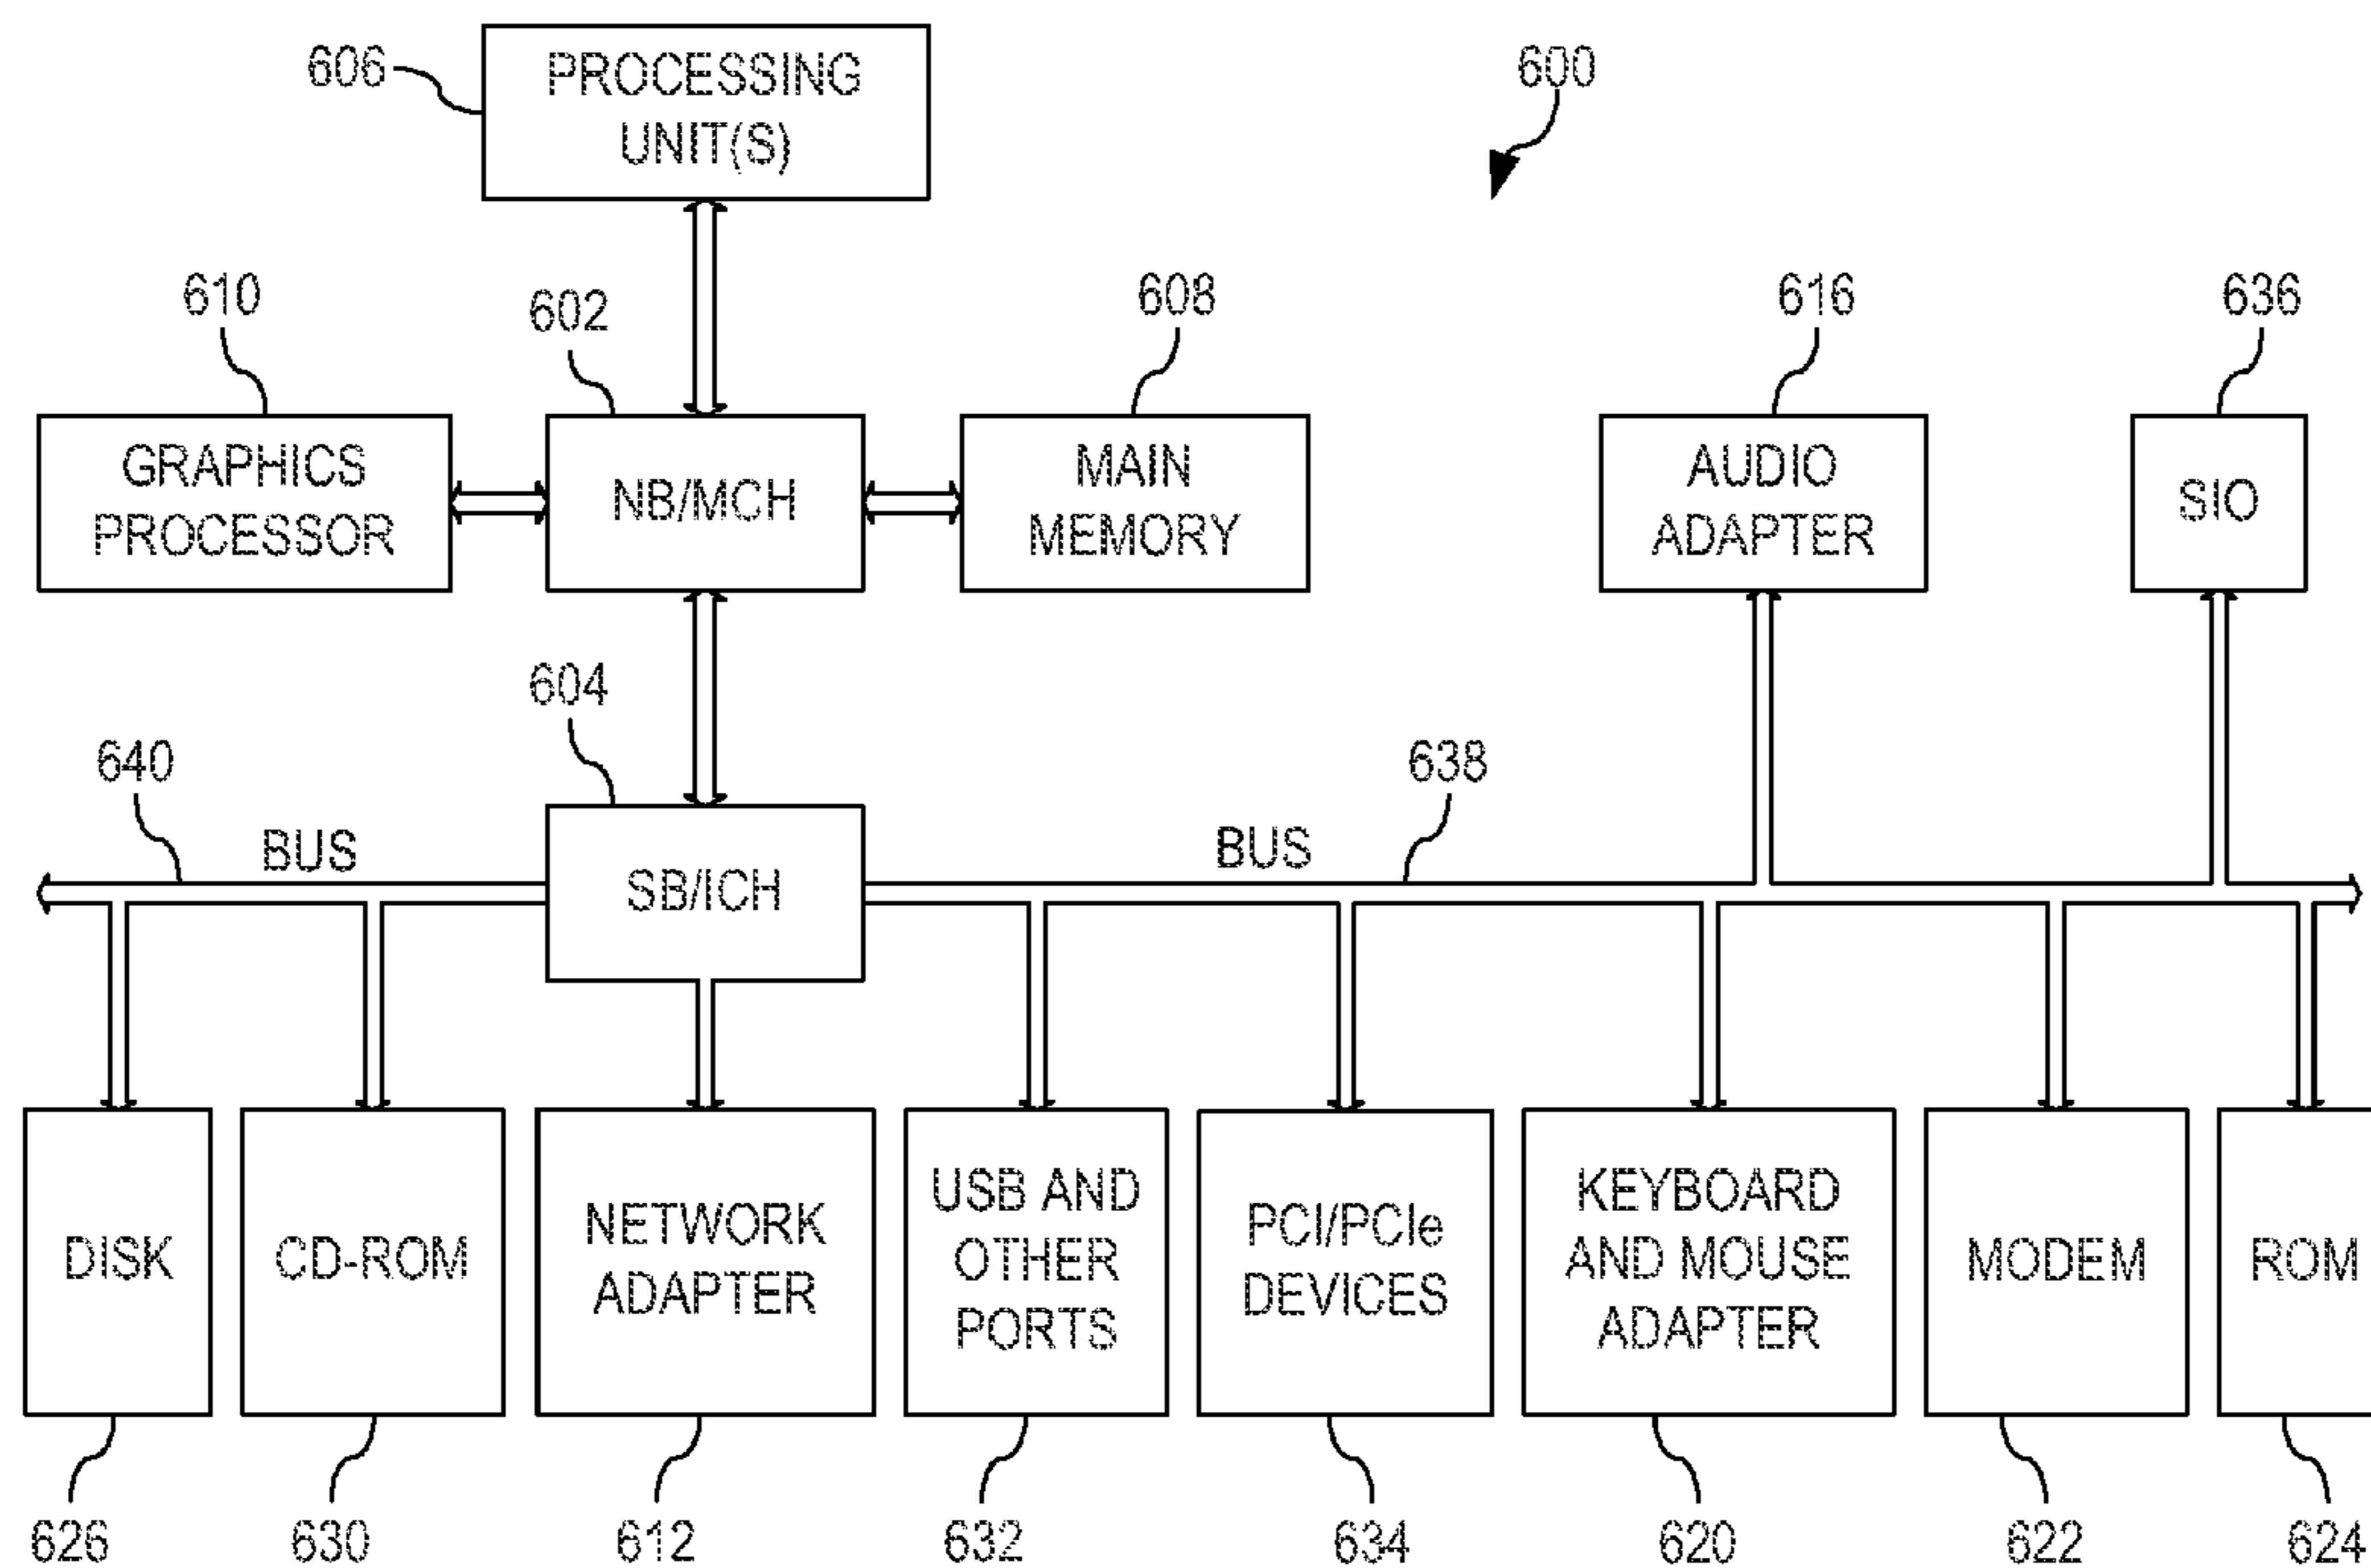 606
PROCESSING
UNIT(S)
600
610
602
608
616
636
GRAPHICS
PROCESSOR
NB/MCH
MAIN
MEMORY
AUDIO
ADAPTER
SIO
604
640
638
BUS
BUS
SB/ICH
DISK
CD-ROM
NETWORK
ADAPTER
USB AND
OTHER
PORTS
PCI/PCIe
DEVICES
KEYBOARD
AND MOUSE
ADAPTER
MODEM
ROM
626
630
612
632
634
620
622
624